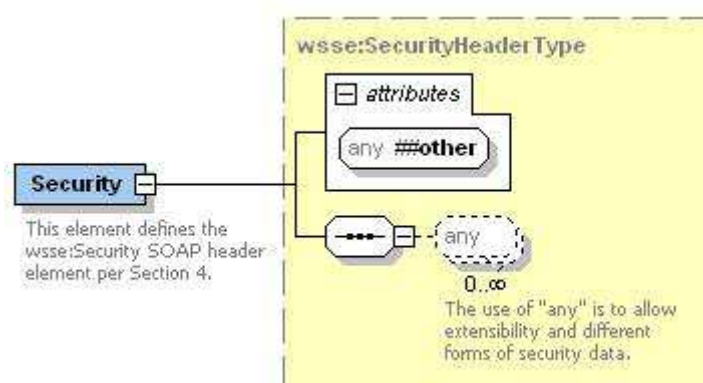 wsse:SecurityHeaderType
attributes
any ##other
Security
This element defines the
wsse:Security SOAP header
element per Section 4.
any
0..∞
The use of "any" is to allow
extensibility and different
forms of security data.